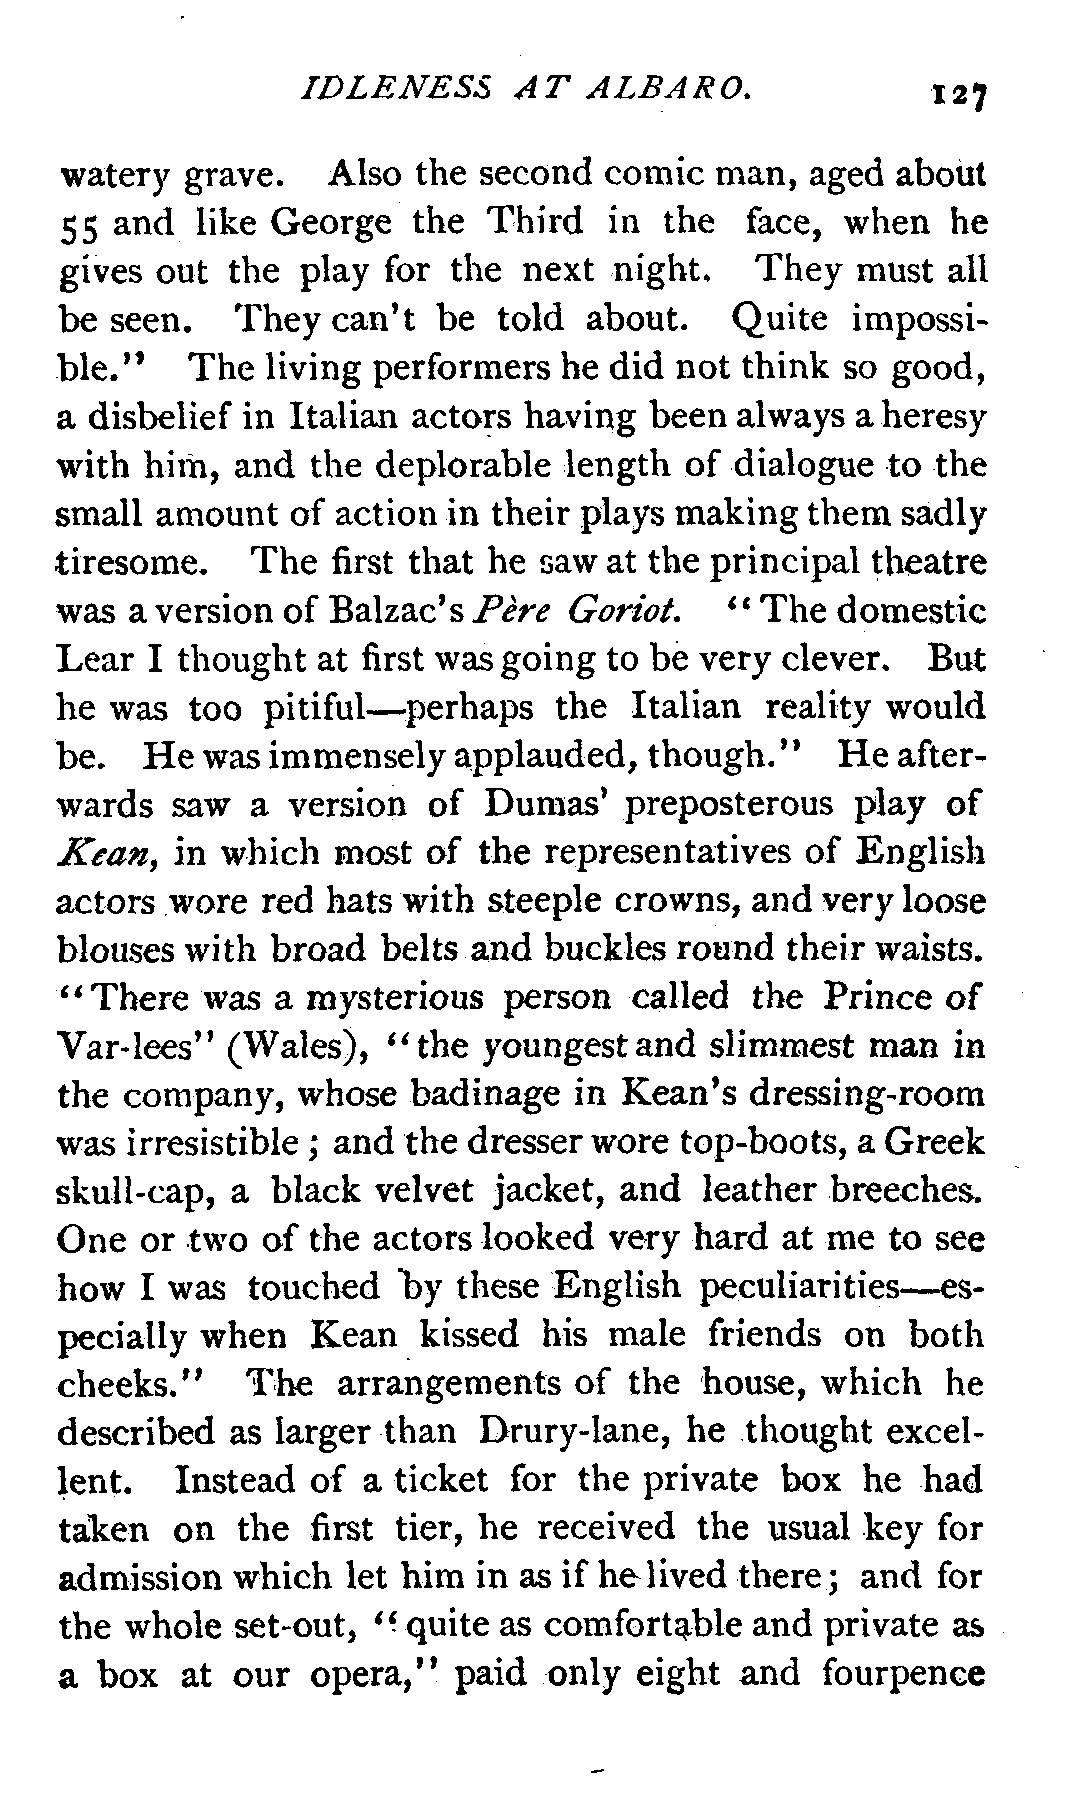 IDLENESS AT ALBARO. 127
watery grave. Also the second comic man, aged about
55 and like George the Third in the face, when he
gives out the play for the next night. They must all
be seen. They can't be told about. Quite impossi-
ble." The living performers he did not think so good,
a disbelief in Italian actors having been always a heresy
with him, and the deplorable length of dialogue to the
small amount of action in their plays making them sadly
tiresome. The first that he saw at the principal theatre
was a version of Balzac's Père Goriot. "The domestic
Lear I thought at first was going to be very clever. But
he was too pitiful—perhaps the Italian reality would
be. He was immensely applauded, though." He after-
wards saw a version of Dumas' preposterous play of
Kean, in which most of the representatives of English
actors wore red hats with steeple crowns, and very loose
blouses with broad belts and buckles round their waists.
"There was a mysterious person called the Prince of
Var-lees" (Wales), "the youngest and slimmest man in
the company, whose badinage in Kean's dressing-room
was irresistible; and the dresser wore top-boots, a Greek
skull-cap, a black velvet jacket, and leather breeches.
One or two of the actors looked very hard at me to see
how I was touched by these English peculiarities—es-
pecially when Kean kissed his male friends on both
cheeks." The arrangements of the house, which he
described as larger than Drury-lane, he thought excel-
lent. Instead of a ticket for the private box he had
taken on the first tier, he received the usual key for
admission which let him in as if he lived there; and for
the whole set-out, "quite as comfortable and private as
a box at our opera," paid only eight and fourpence